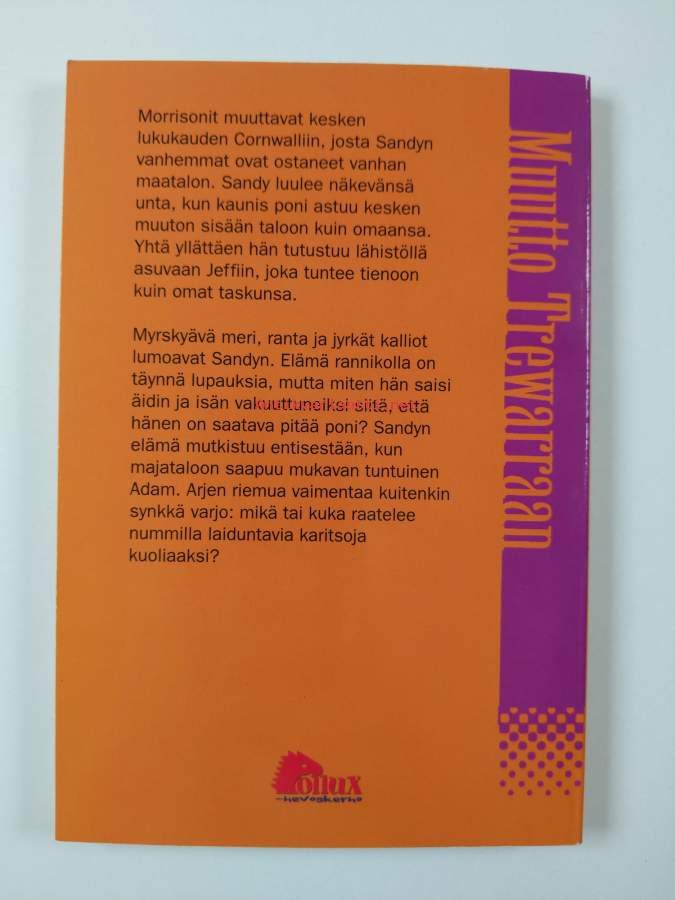 Morrisonit muuttavat kesken
lukukauden Cornwalliin, josta Sandyn
vanhemmat ovat ostaneet vanhan
maatalon. Sandy luulee näkevänsä
unta, kun kaunis poni astuu kesken
muuton sisään taloon kuin omaansa.
Yhtä yllättäen hän tutustuu lähistöllä
asuvaan Jeffiin, joka tuntee tienoon
kuin omat taskunsa.
Myrskyävä meri, ranta ja jyrkät kalliot
lumoavat Sandyn. Elämä rannikolla on
täynnä lupauksia, mutta miten hän saisi
äidin ja isän vakuuttuneiksi siitä, että
hänen on saatava pitää poni? Sandyn
elämä mutkistuu entisestään, kun
majataloon saapuu mukavan tuntuinen
Adam. Arjen riemua vaimentaa kuitenkin
synkkä varjo: mikä tai kuka raatelee
nummilla laiduntavia karitsoja
kuoliaaksi?
Muutto Trewarraan
Pollux
-hevoskerho